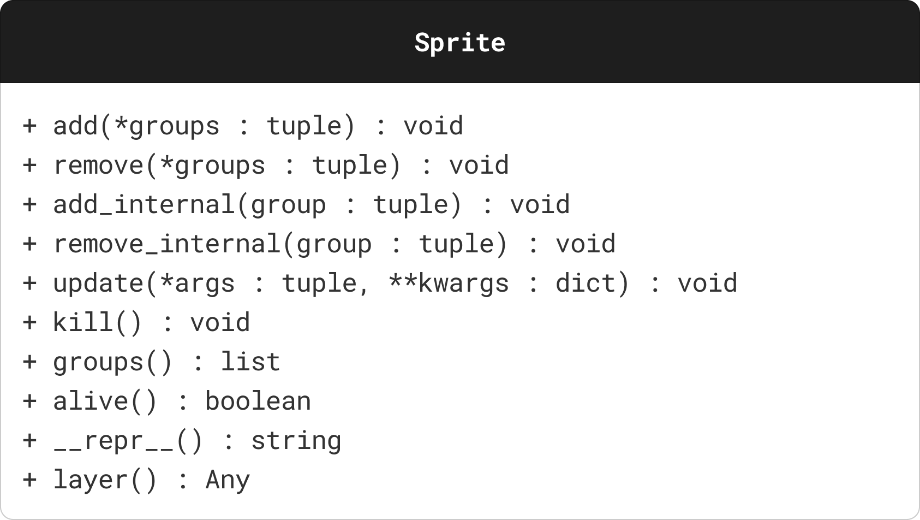 Sprite
+ add(*groups : tuple) : void
+ remove(*groups : tuple) : void
+ add_internal(group : tuple) : void
+ remove_internal(group : tuple) : void
+ update(*args : tuple, **kwargs : dict) : void
+ kill() : void
+ groups() : list
+ alive() : boolean
+ __repr__() : string
+ layer() : Any